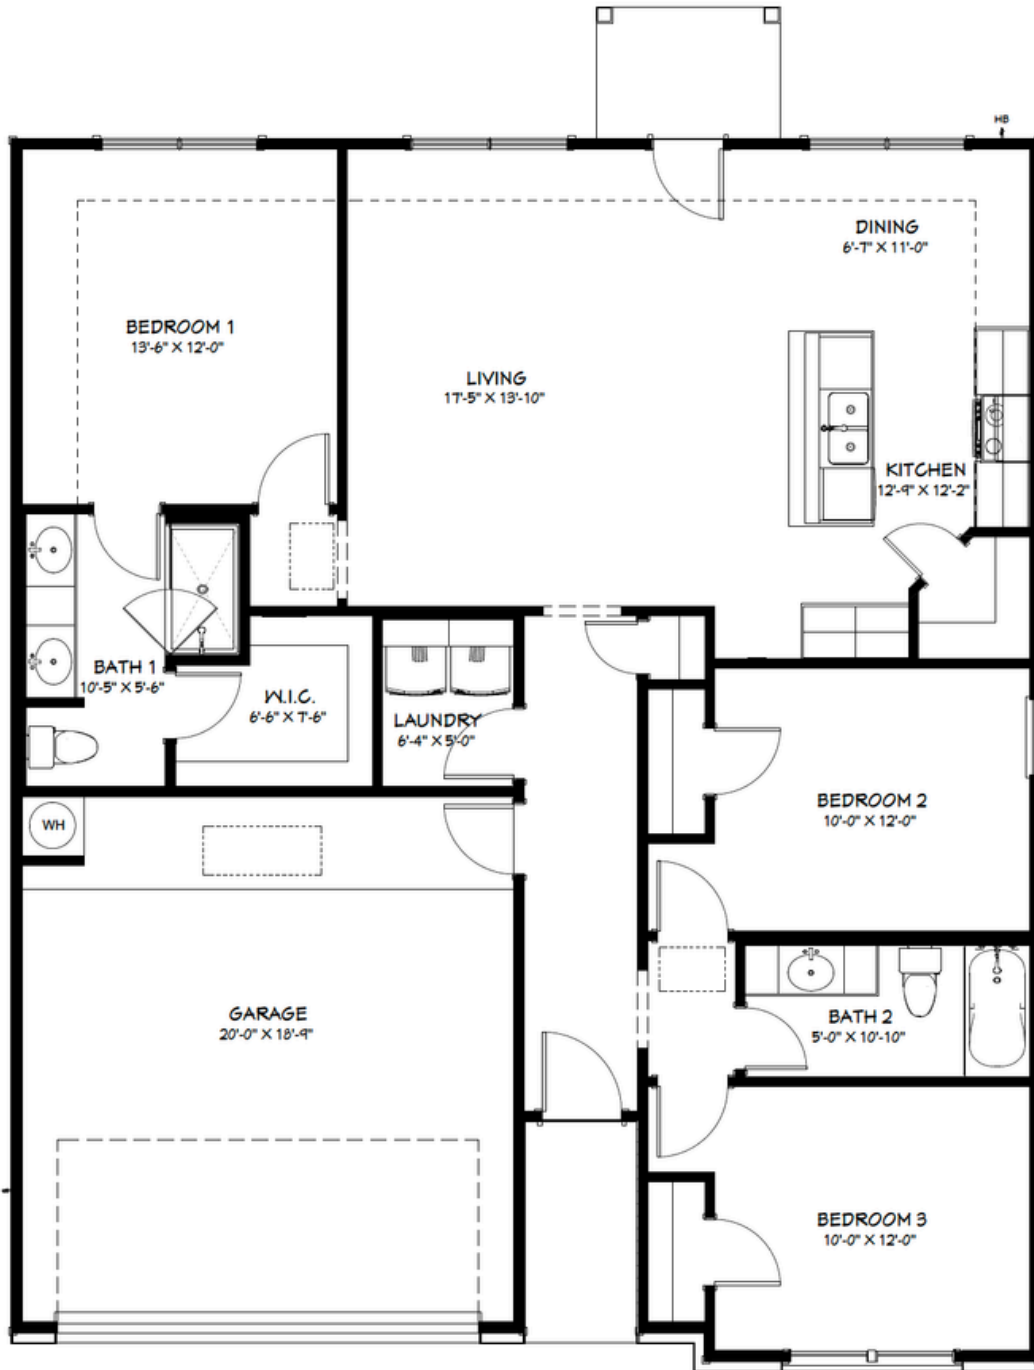 HB
DINING
6'-7" X 11'-0"
BEDROOM 1
13'-6" X 12'-0"
LIVING
17'-5" X 13'-10"
KITCHEN
12'-9" X 12'-2"
BATH 1
10'-5" X 5'-6"
W.I.C.
6'-6" X 7'-6"
LAUNDRY
6'-4" X 5'-0"
BEDROOM 2
10'-0" X 12'-0"
WH
GARAGE
20'-0" X 18'-9"
BATH 2
5'-0" X 10'-10"
BEDROOM 3
10'-0" X 12'-0"